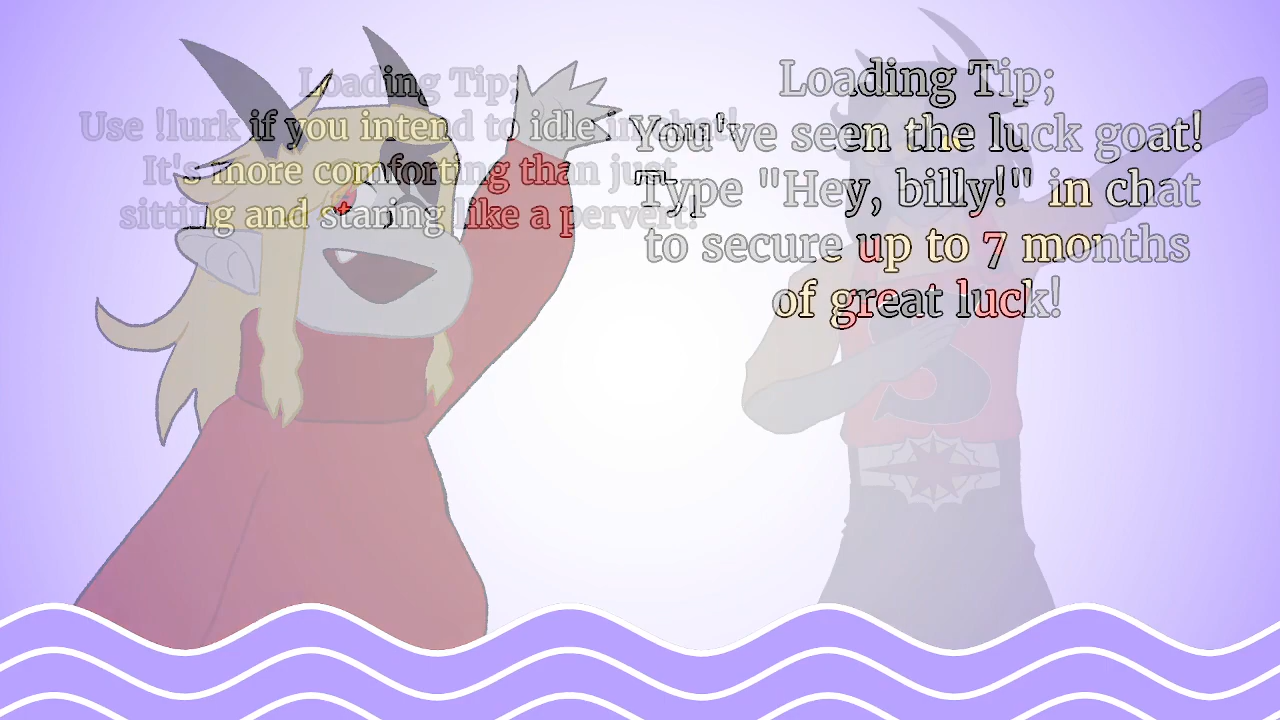 Loading Tip;
Use !lurk if you intend to idle in chat!
It's more comforting than just
sitting and staring like a pervert!
Loading Tip;
You've seen the luck goat!
Type "Hey, billy!" in chat
to secure up to 7 months
of great luck!